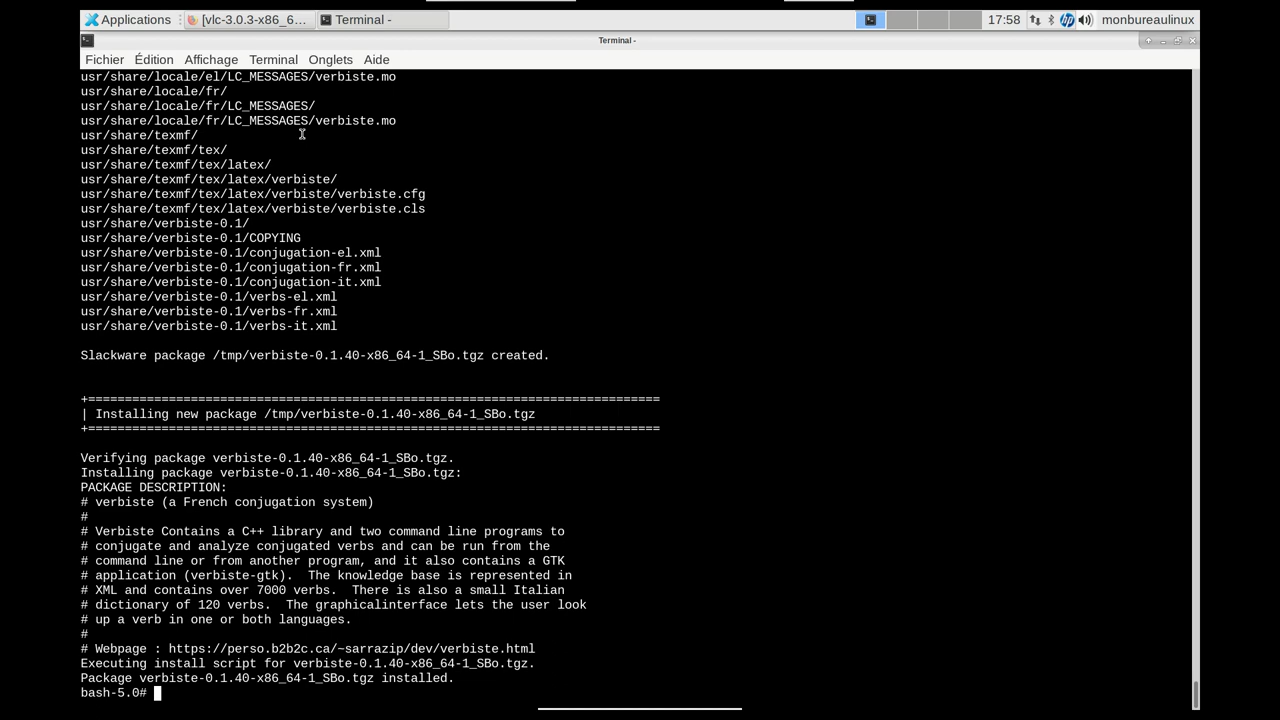 Applications
[vlc-3.0.3-x86_6...
Terminal -
17:58
hp
monbureaulinux
Terminal -
Fichier Édition Affichage Terminal Onglets Aide
usr/share/locale/el/LC_MESSAGES/verbiste.mo
usr/share/locale/fr/
usr/share/locale/fr/LC_MESSAGES/
usr/share/locale/fr/LC_MESSAGES/verbiste.mo
usr/share/texmf/
usr/share/texmf/tex/
usr/share/texmf/tex/latex/
usr/share/texmf/tex/latex/verbiste/
usr/share/texmf/tex/latex/verbiste/verbiste.cfg
usr/share/texmf/tex/latex/verbiste/verbiste.cls
usr/share/verbiste-0.1/
usr/share/verbiste-0.1/COPYING
usr/share/verbiste-0.1/conjugation-el.xml
usr/share/verbiste-0.1/conjugation-fr.xml
usr/share/verbiste-0.1/conjugation-it.xml
usr/share/verbiste-0.1/verbs-el.xml
usr/share/verbiste-0.1/verbs-fr.xml
usr/share/verbiste-0.1/verbs-it.xml
Slackware package /tmp/verbiste-0.1.40-x86_64-1_SBo.tgz created.
+==============================================================================
| Installing new package /tmp/verbiste-0.1.40-x86_64-1_SBo.tgz
+==============================================================================
Verifying package verbiste-0.1.40-x86_64-1_SBo.tgz.
Installing package verbiste-0.1.40-x86_64-1_SBo.tgz:
PACKAGE DESCRIPTION:
# verbiste (a French conjugation system)
#
# Verbiste Contains a C++ library and two command line programs to
# conjugate and analyze conjugated verbs and can be run from the
# command line or from another program, and it also contains a GTK
# application (verbiste-gtk).  The knowledge base is represented in
# XML and contains over 7000 verbs.  There is also a small Italian
# dictionary of 120 verbs.  The graphicalinterface lets the user look
# up a verb in one or both languages.
#
# Webpage : https://perso.b2b2c.ca/~sarrazip/dev/verbiste.html
Executing install script for verbiste-0.1.40-x86_64-1_SBo.tgz.
Package verbiste-0.1.40-x86_64-1_SBo.tgz installed.
bash-5.0#